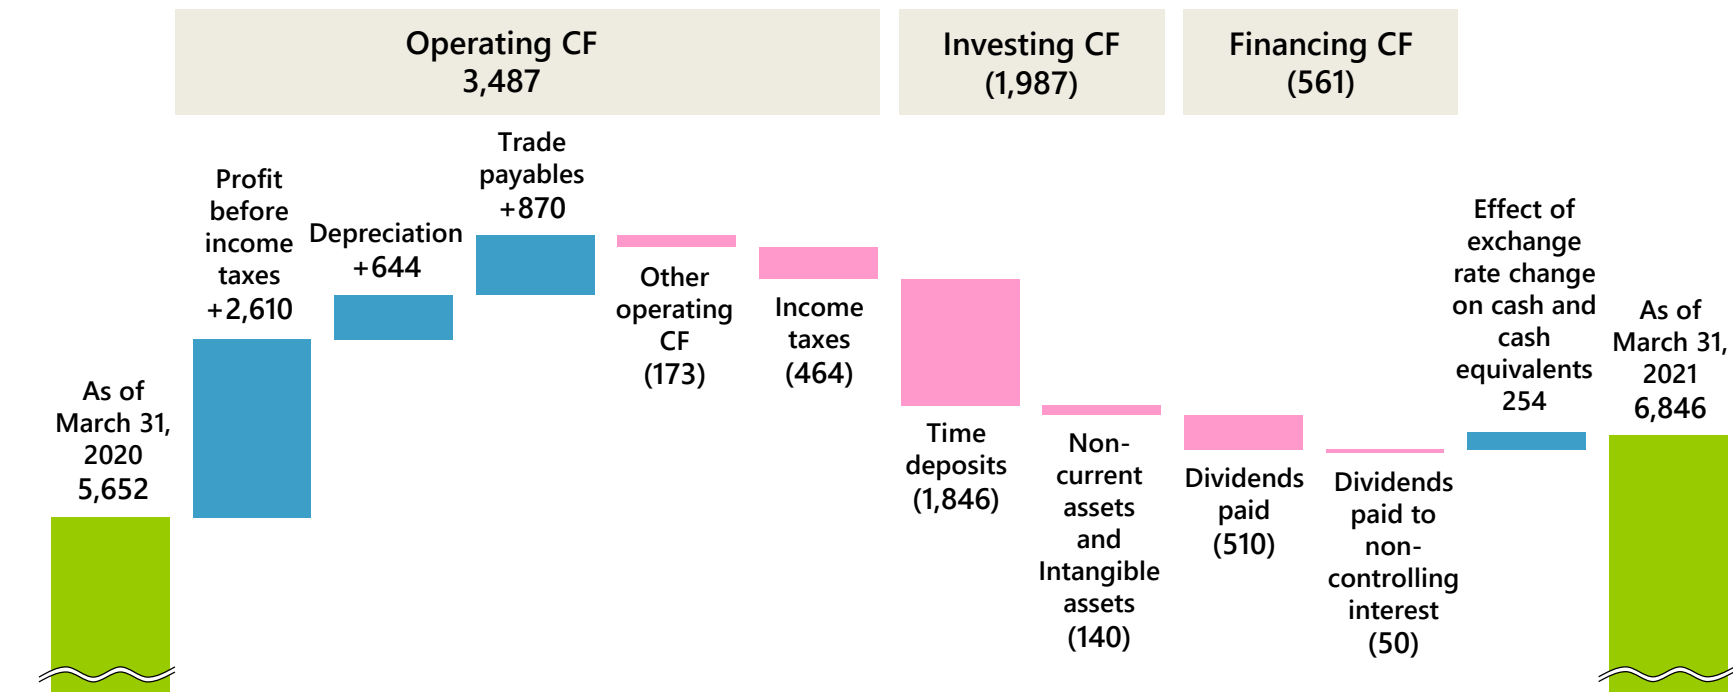 Operating CF
3,487
Investing CF
(1,987)
Financing CF
(561)
As of
March 31,
2020
5,652
Profit
before
income
taxes
+2,610
Depreciation
+644
Trade
payables
+870
Other
operating
CF
(173)
Income
taxes
(464)
Time
deposits
(1,846)
Non-
current
assets
and
Intangible
assets
(140)
Dividends
paid
(510)
Dividends
paid to
non-
controlling
interest
(50)
Effect of
exchange
rate change
on cash and
cash
equivalents
254
As of
March 31,
2021
6,846